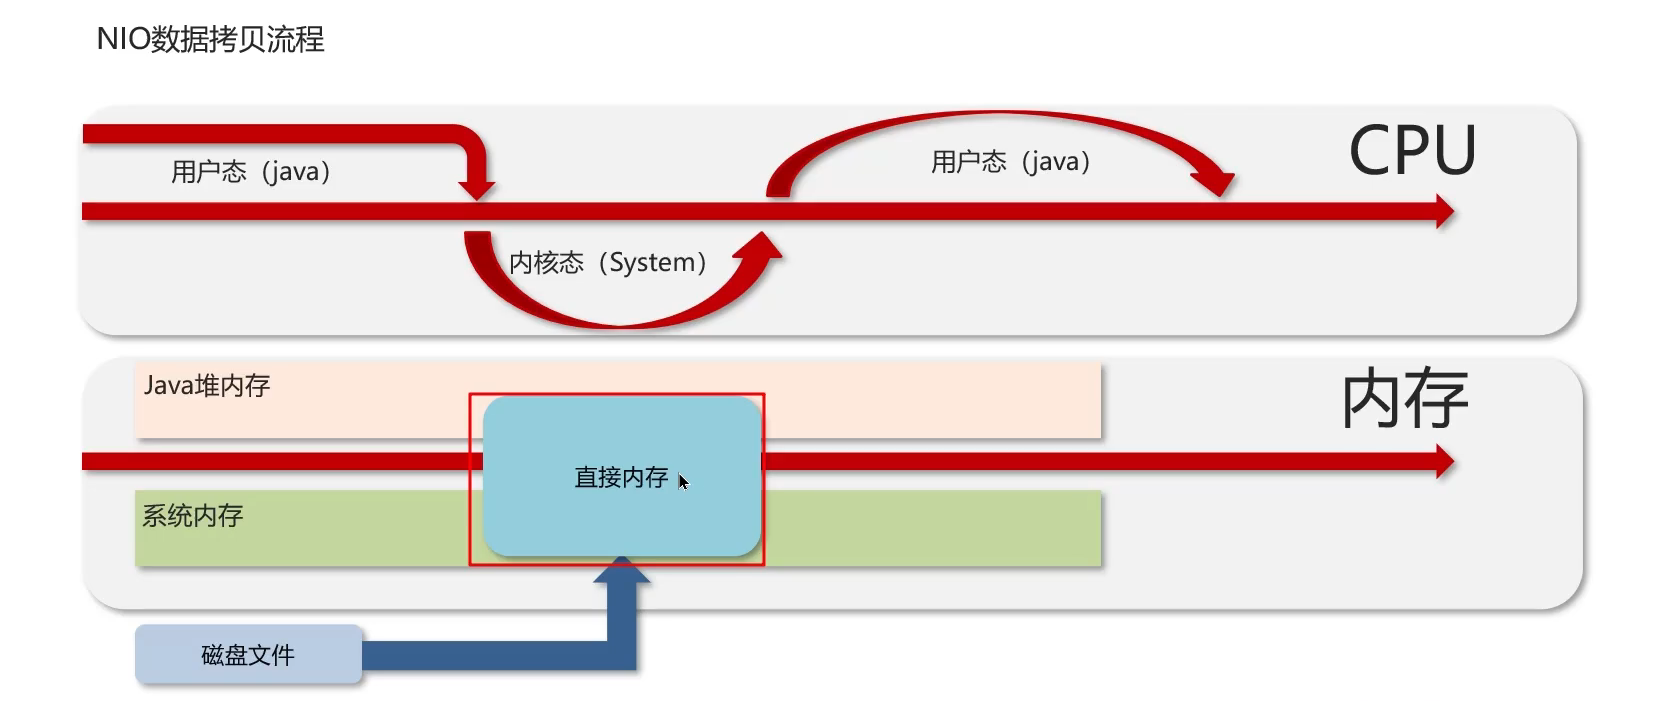 NIO数据拷贝流程
CPU
用户态（java）
用户态（java）
内核态（System）
Java堆内存
内存
直接内存
系统内存
磁盘文件